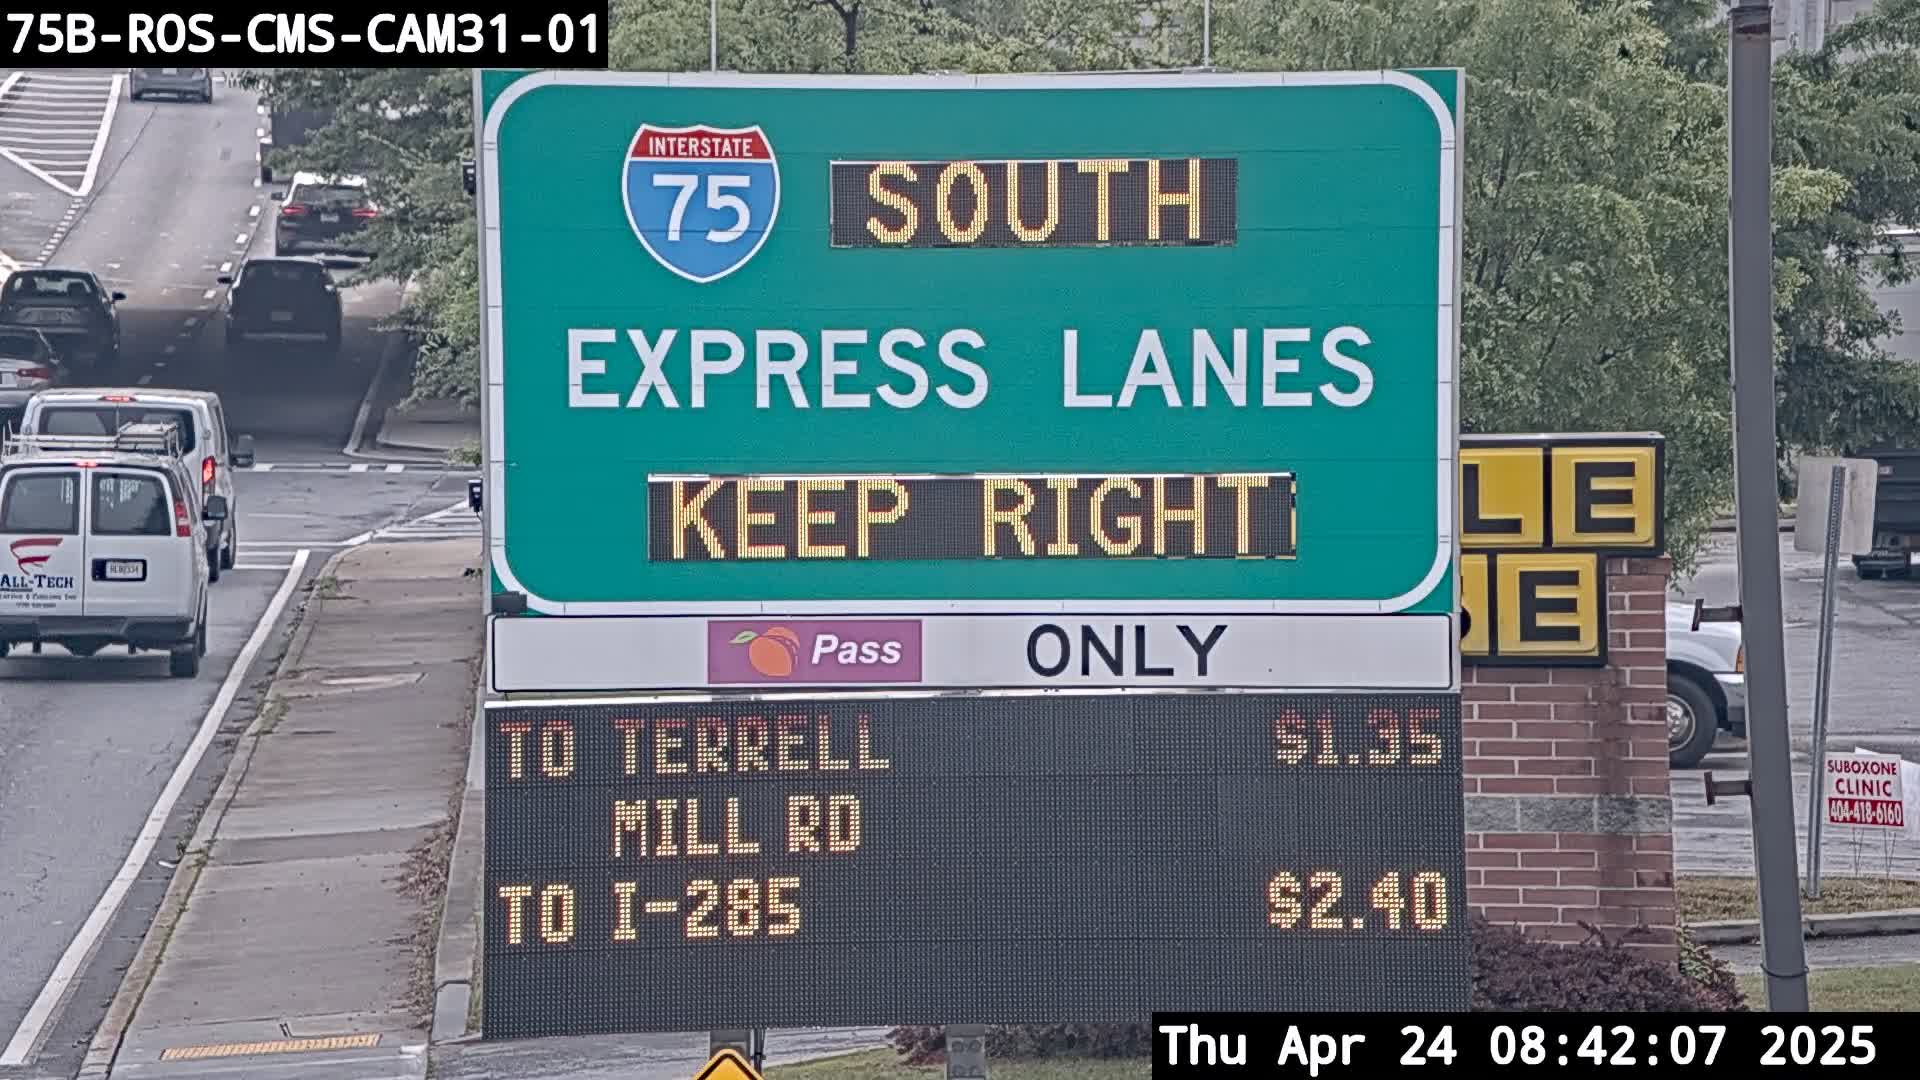 75B-ROS-CMS-CAM31-01
INTERSTATE
75
SOUTH
EXPRESS LANES
KEEP RIGHT
Pass ONLY
TO TERRELL $1.35
MILL RD
TO I-285 $2.40
LE
E
ALL-TECH
SUBOXONE
CLINIC
404-418-6160
Thu Apr 24 08:42:07 2025